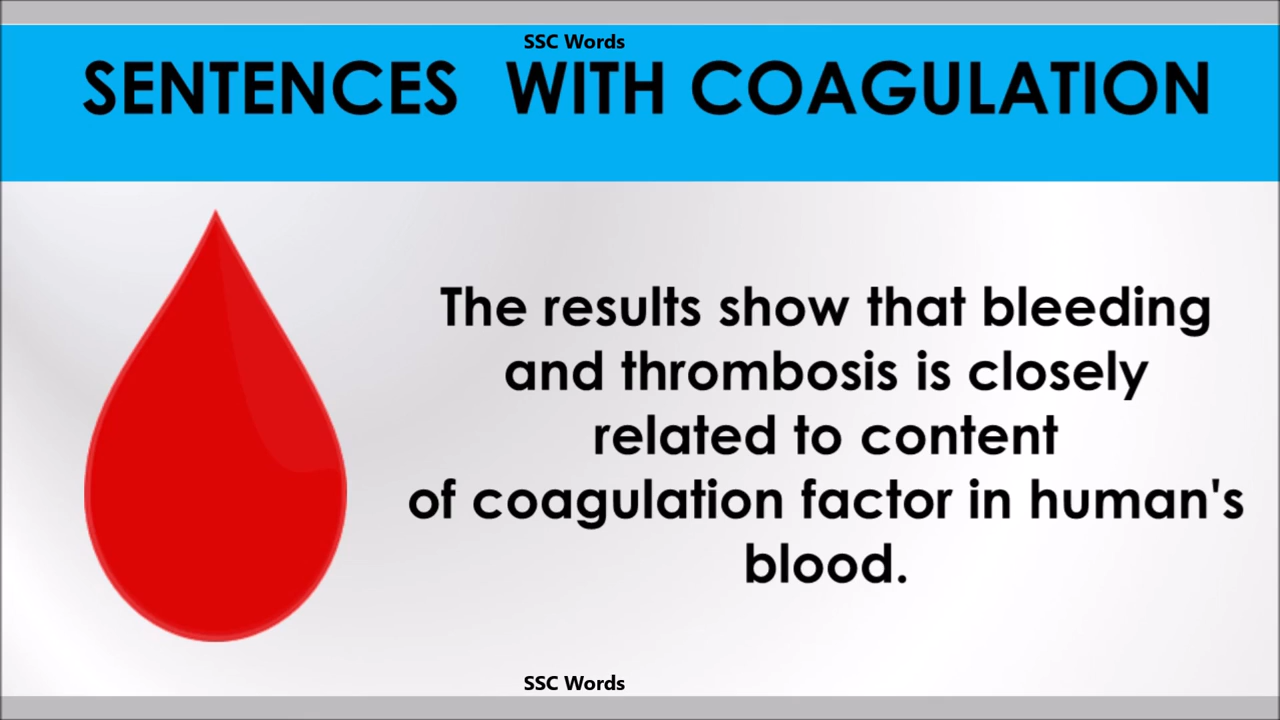 SSC Words
SENTENCES WITH COAGULATION
The results show that bleeding
and thrombosis is closely
related to content
of coagulation factor in human's
blood.
SSC Words